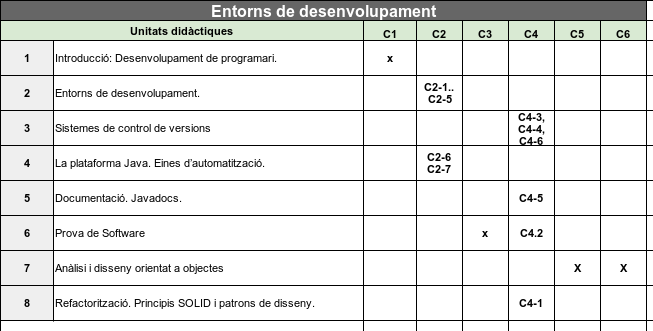 Entorns de desenvolupament
Unitats didàctiques C1 C2 C3 C4 C5 C6
1 Introducció: Desenvolupament de programari. x
2 Entorns de desenvolupament. C2-1..
C2-5
3 Sistemes de control de versions C4-3,
C4-4,
C4-6
4 La plataforma Java. Eines d'automatització. C2-6
C2-7
5 Documentació. Javadocs. C4-5
6 Prova de Software x C4.2
7 Anàlisi i disseny orientat a objectes X X
8 Refactorització. Principis SOLID i patrons de disseny. C4-1